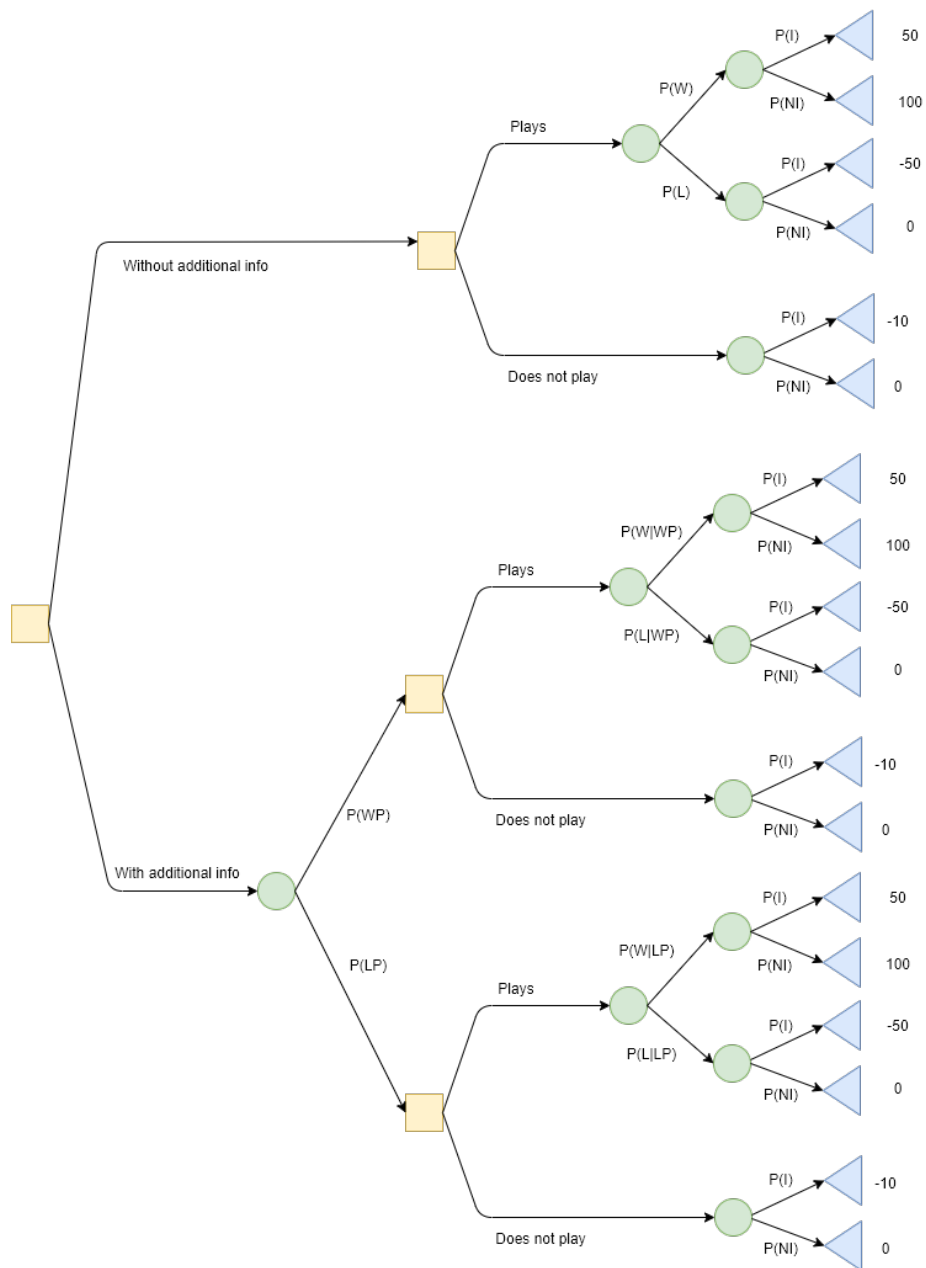 P(I)
50
P(W)
P(NI)
100
Plays
P(I)
-50
P(L)
P(NI)
0
Without additional info
P(I)
-10
Does not play
P(NI)
0
P(I)
50
P(W|WP)
P(NI)
100
Plays
P(I)
-50
P(L|WP)
P(NI)
0
P(I)
-10
P(WP)
Does not play
P(NI)
0
With additional info
P(I)
50
P(W|LP)
P(NI)
100
P(LP)
Plays
P(I)
-50
P(L|LP)
P(NI)
0
P(I)
-10
Does not play
P(NI)
0